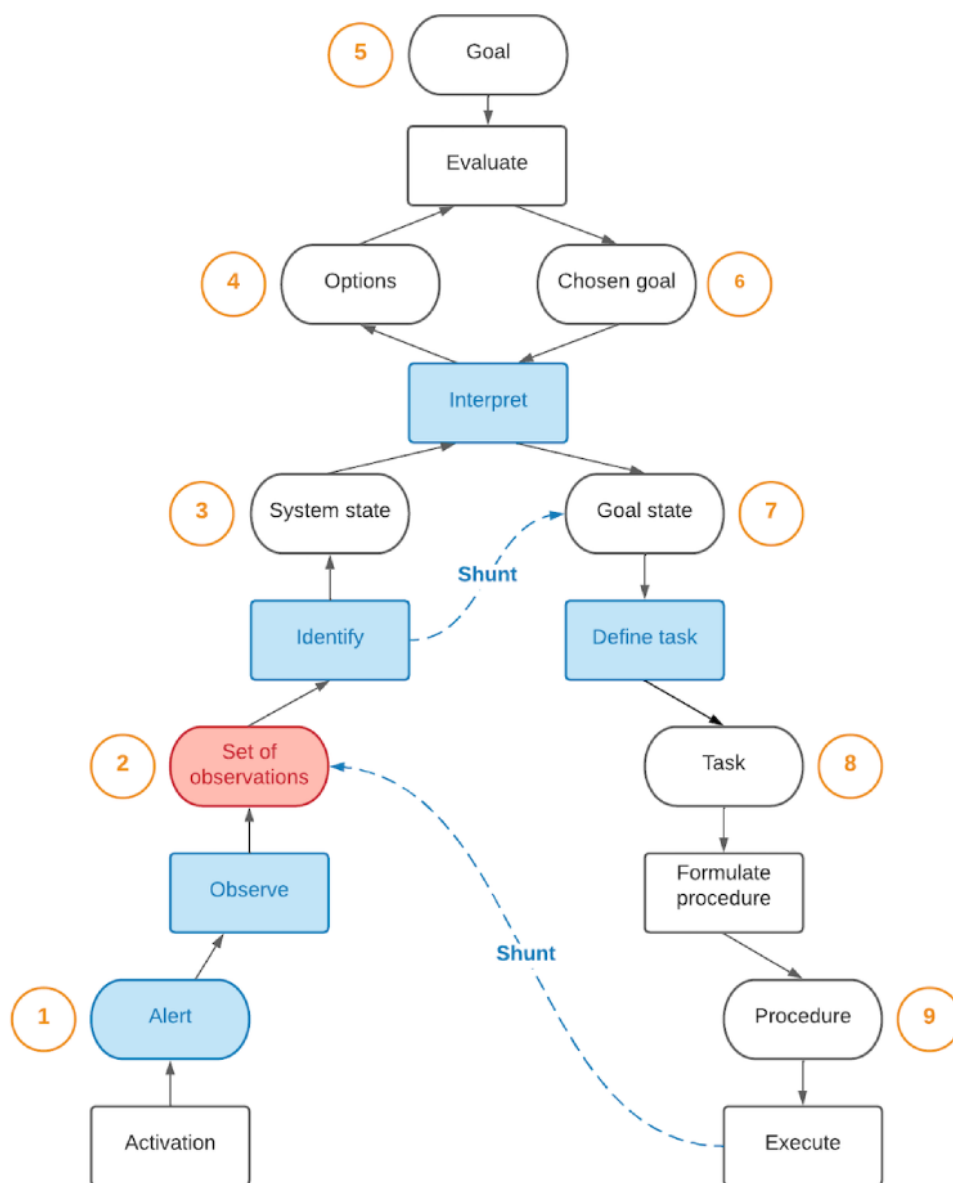 5
Goal
Evaluate
4
Options
Chosen goal
6
Interpret
3
System state
Goal state
7
Shunt
Identify
Define task
2
Set of
observations
Task
8
Observe
Formulate
procedure
Shunt
1
Alert
Procedure
9
Activation
Execute